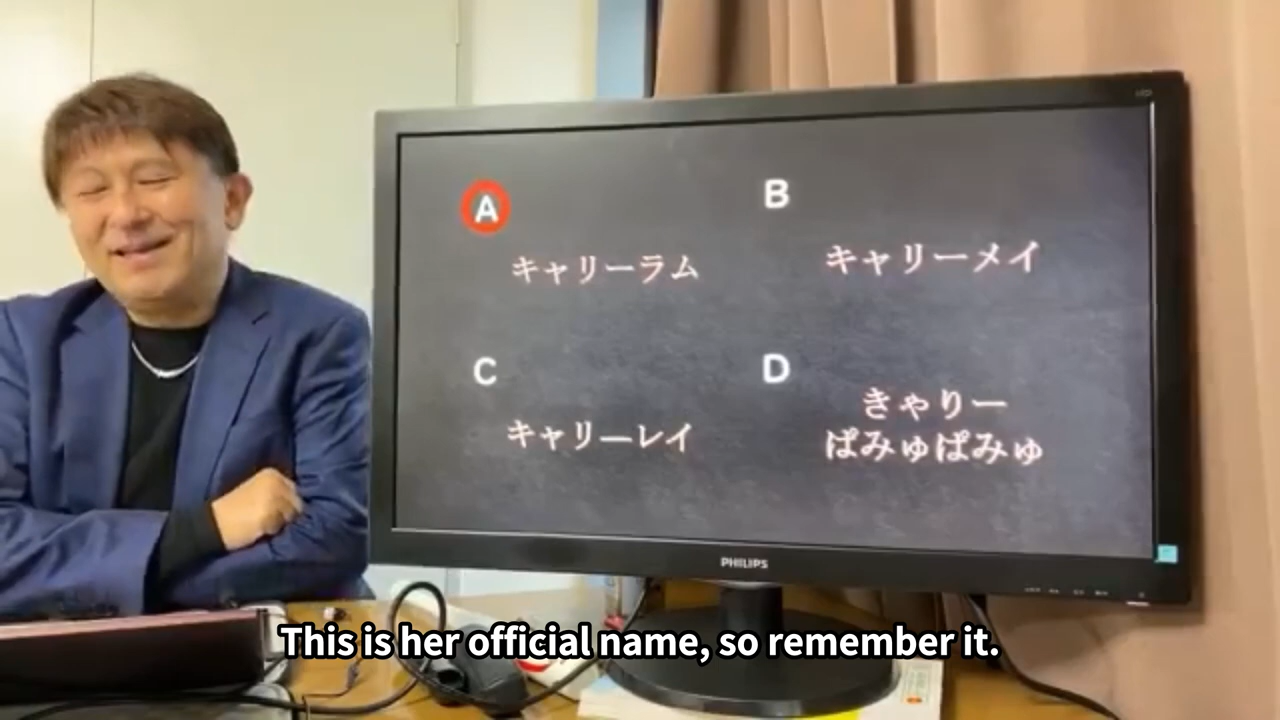 A
キャリーラム
B
キャリーメイ
C
キャリーレイ
D
きゃりー
ぱみゅぱみゅ
PHILIPS
This is her official name, so remember it.